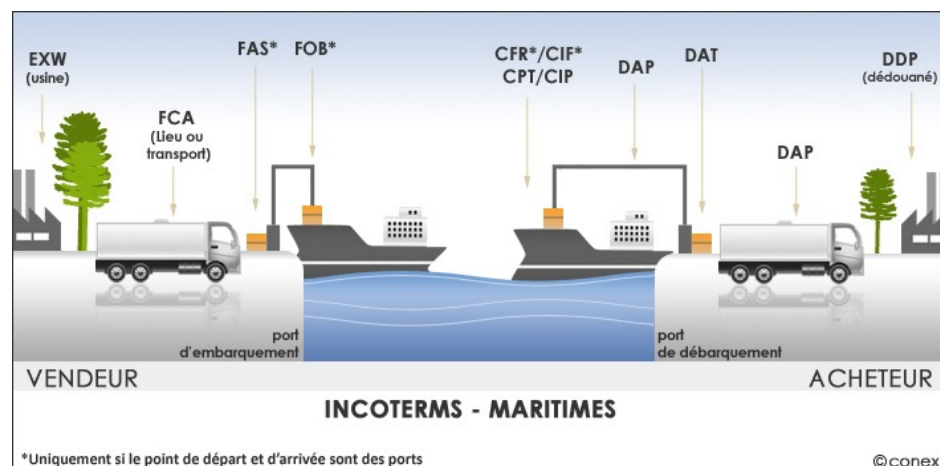 EXW
(usine)
FCA
(Lieu ou
transport)
FAS*
FOB*
CFR*/CIF*
CPT/CIP
DAP
DAT
DAP
DDP
(dédouané)
port
d'embarquement
port
de débarquement
VENDEUR
ACHETEUR
INCOTERMS - MARITIMES
*Uniquement si le point de départ et d'arrivée sont des ports
©conex